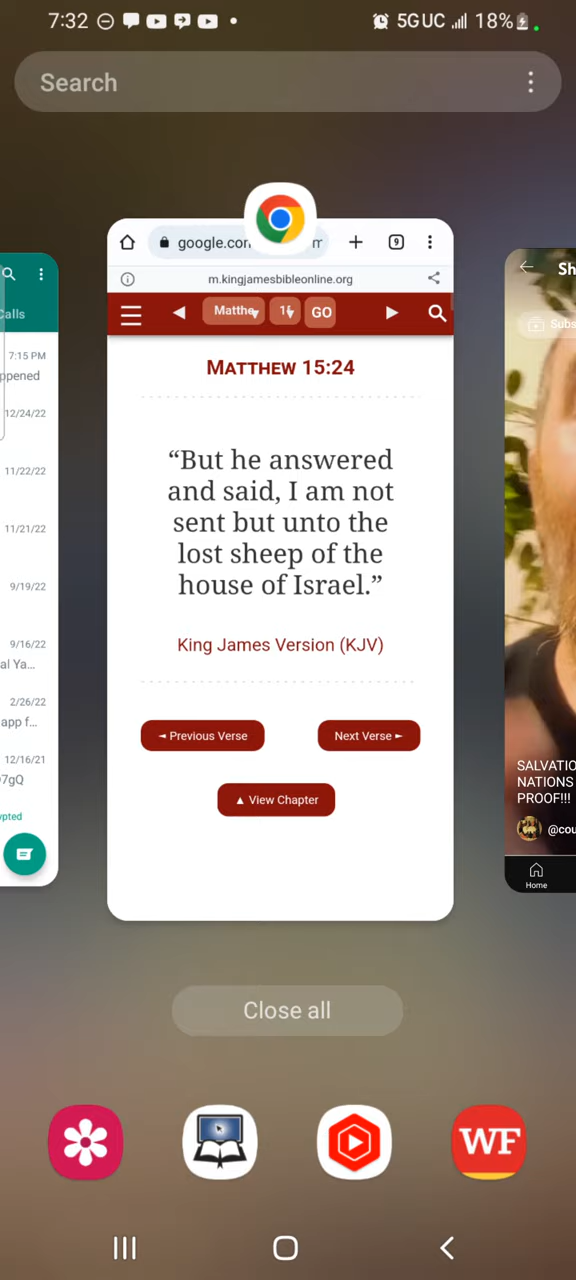 7:32
5G UC
18%
Search
google.com
9
m.kingjamesbibleonline.org
Calls
Matthe
GO
MATTHEW 15:24
“But he answered
and said, I am not
sent but unto the
lost sheep of the
house of Israel.”
King James Version (KJV)
◄ Previous Verse
Next Verse ►
▲ View Chapter
7:15 PM
ppened
12/24/22
11/22/22
11/21/22
9/19/22
9/16/22
al Ya...
2/26/22
app f...
12/16/21
97gQ
ypted
Sh
Subs
SALVATIO
NATIONS
PROOF!!!
@cou
Home
Close all
WF